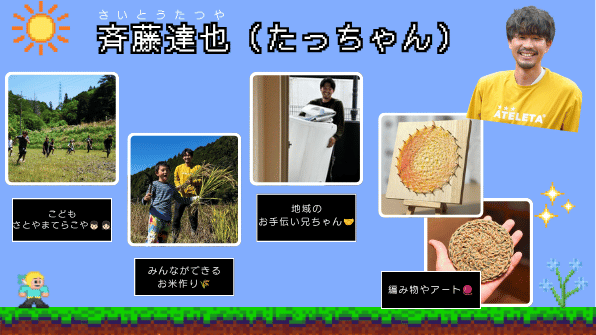 さいとうたつや
斉藤達也（たっちゃん）
ATELETA
こども
さとやまてらこや👦🏻👧🏻
みんなができる
お米作り🌾
地域の
お手伝い兄ちゃん🤝
編み物やアート🧶